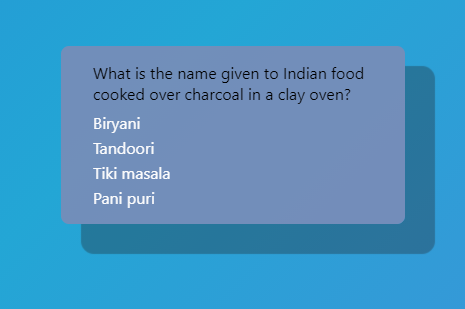 What is the name given to Indian food
cooked over charcoal in a clay oven?
Biryani
Tandoori
Tiki masala
Pani puri